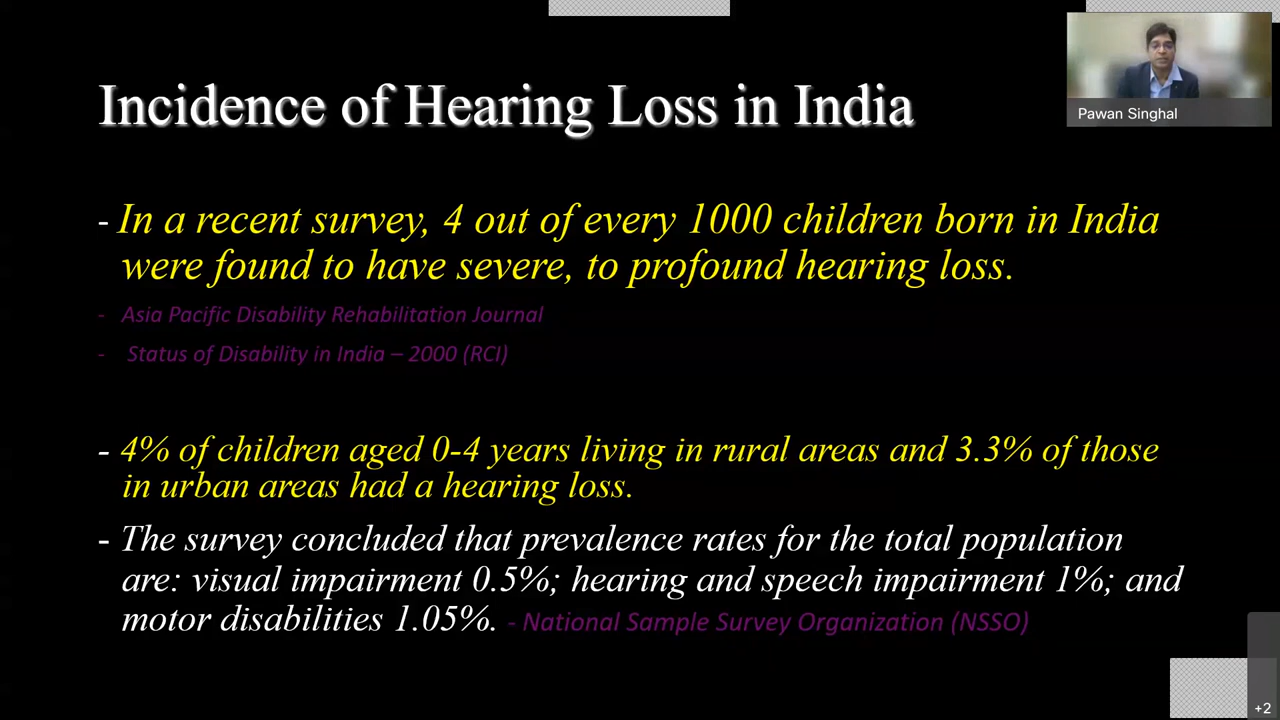 Incidence of Hearing Loss in India
Pawan Singhal
- In a recent survey, 4 out of every 1000 children born in India
were found to have severe, to profound hearing loss.
- Asia Pacific Disability Rehabilitation Journal
- Status of Disability in India – 2000 (RCI)
- 4% of children aged 0-4 years living in rural areas and 3.3% of those
in urban areas had a hearing loss.
- The survey concluded that prevalence rates for the total population
are: visual impairment 0.5%; hearing and speech impairment 1%; and
motor disabilities 1.05%. - National Sample Survey Organization (NSSO)
+2